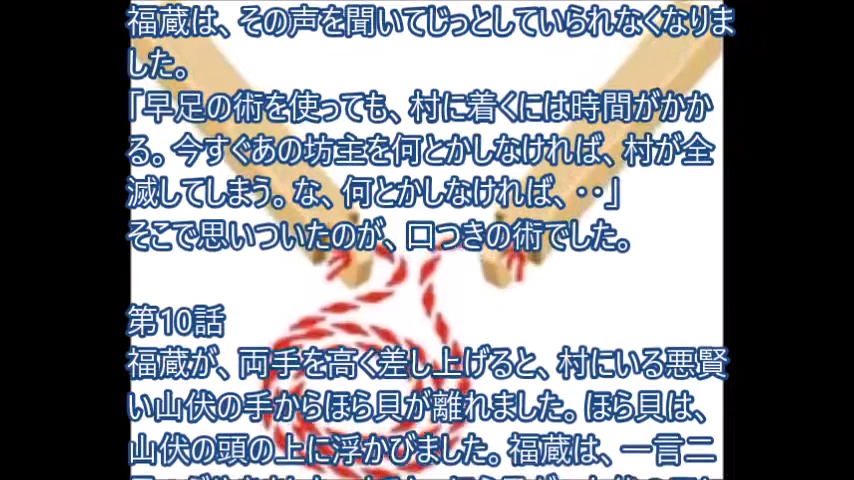 福蔵は、その声を聞いてじっとしていられなくなりま
した。
「早足の術を使っても、村に着くには時間がかか
る。今すぐあの坊主を何とかしなければ、村が全
滅してしまう。な、何とかしなければ、・・」
そこで思いついたのが、口つきの術でした。
第10話
福蔵が、両手を高く差し上げると、村にいる悪賢
い山伏の手からほら貝が離れました。ほら貝は、
山伏の頭の上に浮かびました。福蔵は、一言二